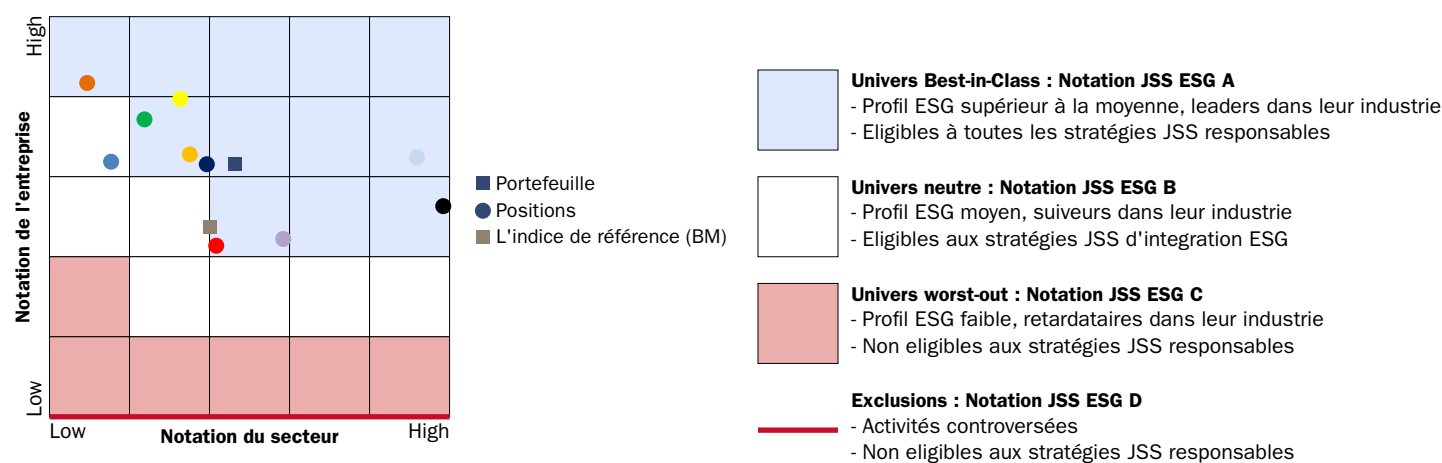 High
Notation de l'entreprise
Low
Low
Notation du secteur
High
Portefeuille
Positions
L'indice de référence (BM)
Univers Best-in-Class : Notation JSS ESG A
- Profil ESG supérieur à la moyenne, leaders dans leur industrie
- Eligibles à toutes les stratégies JSS responsables
Univers neutre : Notation JSS ESG B
- Profil ESG moyen, suiveurs dans leur industrie
- Eligibles aux stratégies JSS d'integration ESG
Univers worst-out : Notation JSS ESG C
- Profil ESG faible, retardataires dans leur industrie
- Non eligibles aux stratégies JSS responsables
Exclusions : Notation JSS ESG D
- Activités controversées
- Non eligibles aux stratégies JSS responsables